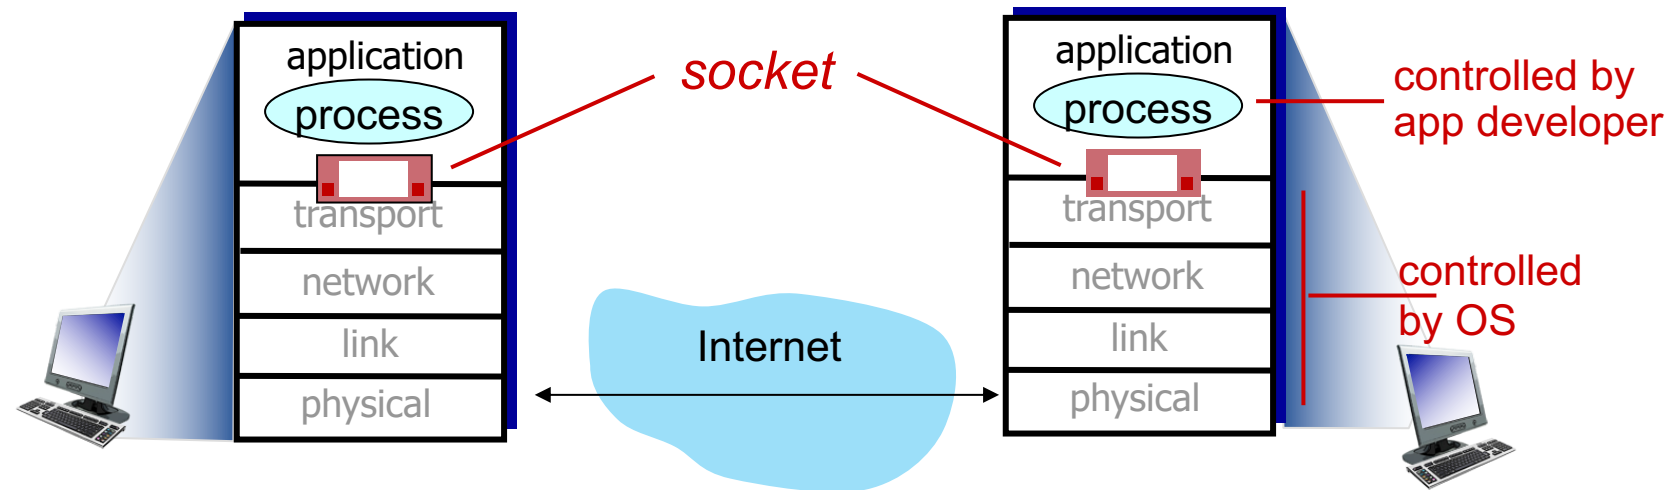 application
process
transport
network
link
physical
socket
Internet
application
process
transport
network
link
physical
controlled by
app developer
controlled
by OS